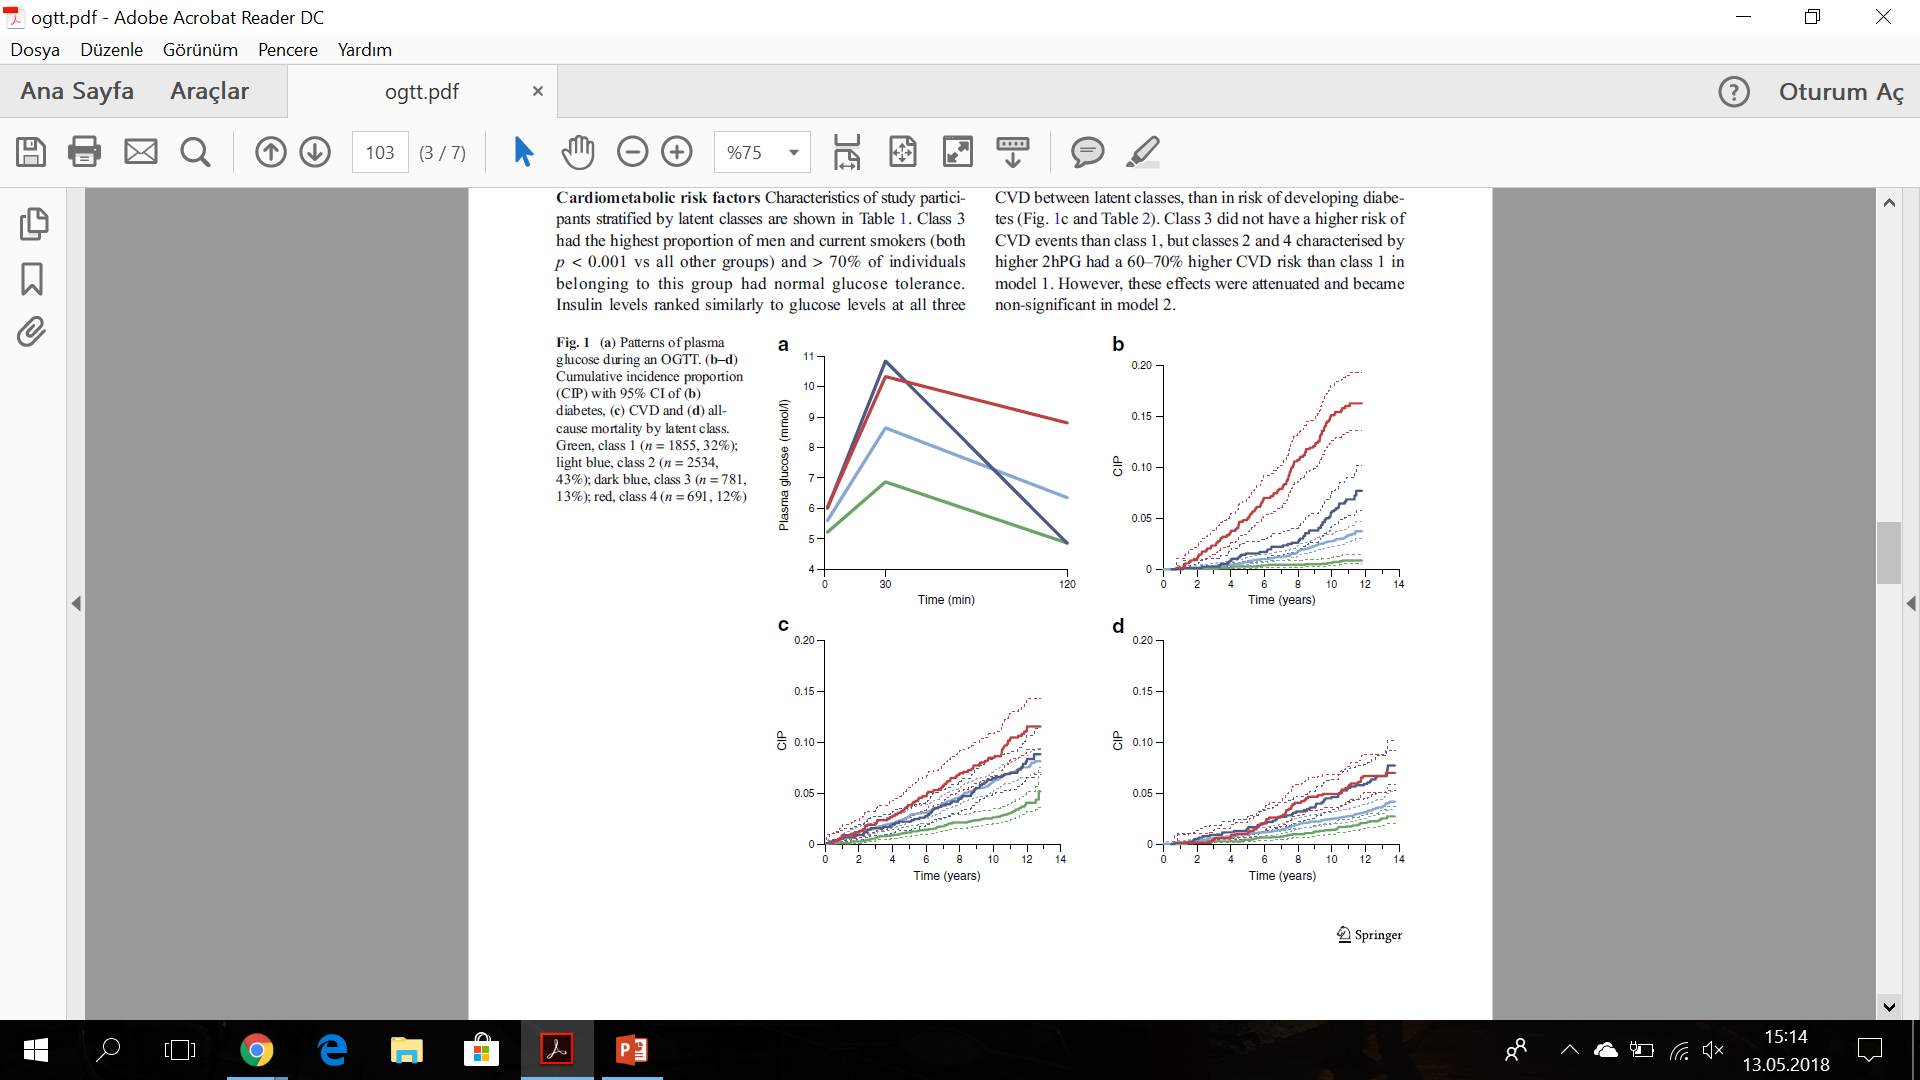 ogtt.pdf - Adobe Acrobat Reader DC
Dosya Düzenle Görünüm Pencere Yardım
Ana Sayfa Araçlar ogtt.pdf × ? Oturum Aç
103 (3 / 7) %75
Cardiometabolic risk factors Characteristics of study partici-
pants stratified by latent classes are shown in Table 1. Class 3
had the highest proportion of men and current smokers (both
p < 0.001 vs all other groups) and > 70% of individuals
belonging to this group had normal glucose tolerance.
Insulin levels ranked similarly to glucose levels at all three
CVD between latent classes, than in risk of developing diabe-
tes (Fig. 1c and Table 2). Class 3 did not have a higher risk of
CVD events than class 1, but classes 2 and 4 characterised by
higher 2hPG had a 60–70% higher CVD risk than class 1 in
model 1. However, these effects were attenuated and became
non-significant in model 2.
Fig. 1 (a) Patterns of plasma
glucose during an OGTT. (b–d)
Cumulative incidence proportion
(CIP) with 95% CI of (b)
diabetes, (c) CVD and (d) all-
cause mortality by latent class.
Green, class 1 (n = 1855, 32%);
light blue, class 2 (n = 2534,
43%); dark blue, class 3 (n = 781,
13%); red, class 4 (n = 691, 12%)
a
11
10
9
8
7
6
5
4
Plasma glucose (mmol/l)
0 30 120
Time (min)
b
0.20
0.15
0.10
0.05
0
CIP
0 2 4 6 8 10 12 14
Time (years)
c
0.20
0.15
0.10
0.05
0
CIP
0 2 4 6 8 10 12 14
Time (years)
d
0.20
0.15
0.10
0.05
0
CIP
0 2 4 6 8 10 12 14
Time (years)
Springer
15:14
13.05.2018